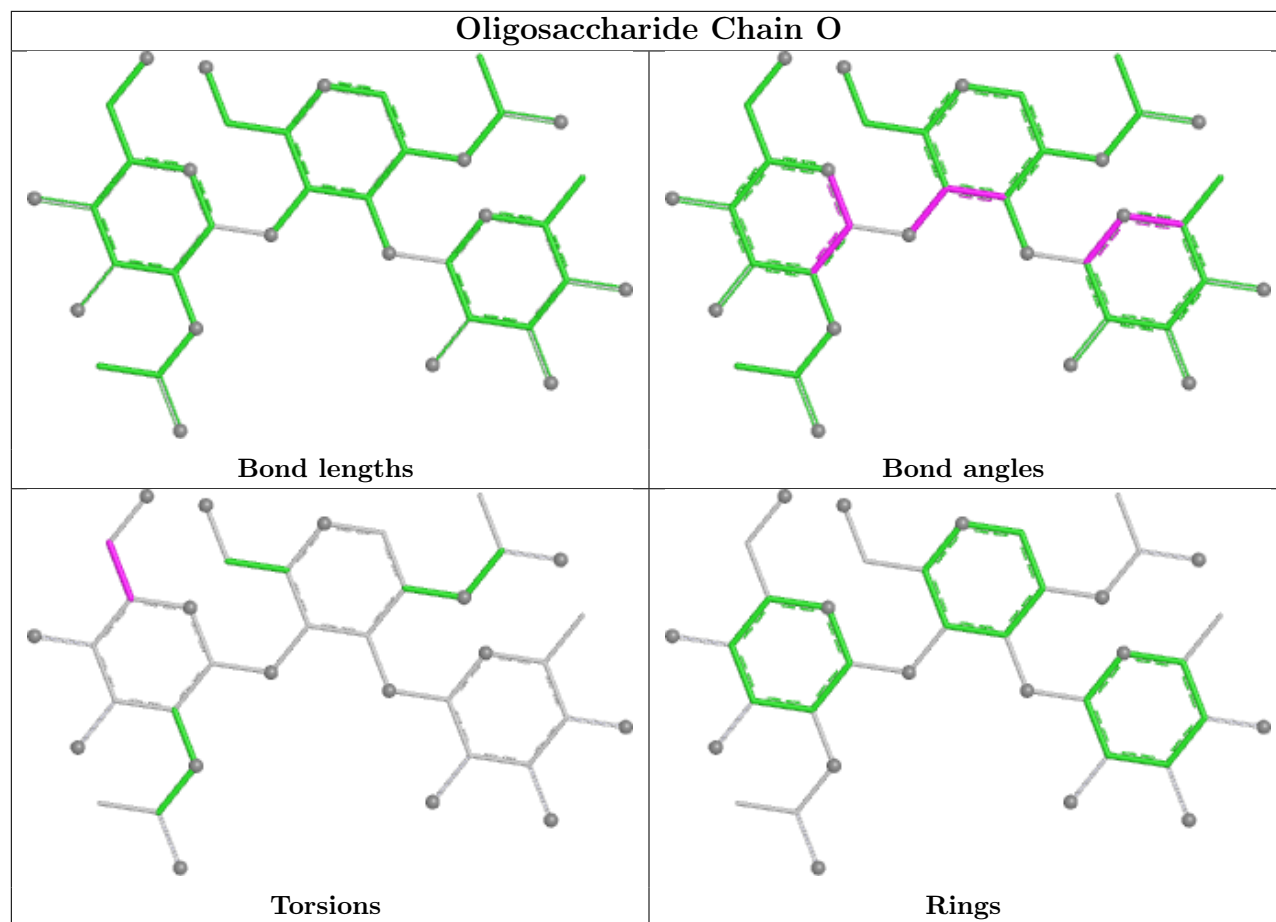 Oligosaccharide Chain O
Bond lengths
Bond angles
Torsions
Rings